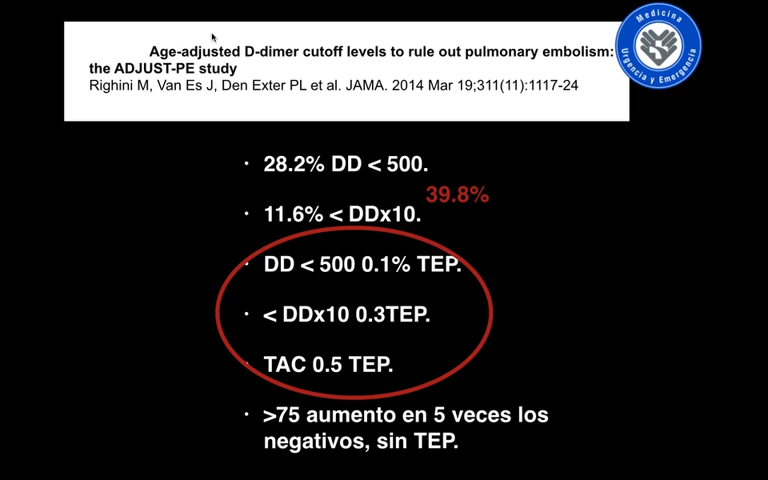 Age-adjusted D-dimer cutoff levels to rule out pulmonary embolism:
the ADJUST-PE study
Righini M, Van Es J, Den Exter PL et al. JAMA. 2014 Mar 19;311(11):1117-24
Medicina
Urgencia y Emergencia
· 28.2% DD < 500.
39.8%
· 11.6% < DDx10.
· DD < 500 0.1% TEP.
· < DDx10 0.3TEP.
· TAC 0.5 TEP.
· >75 aumento en 5 veces los
negativos, sin TEP.